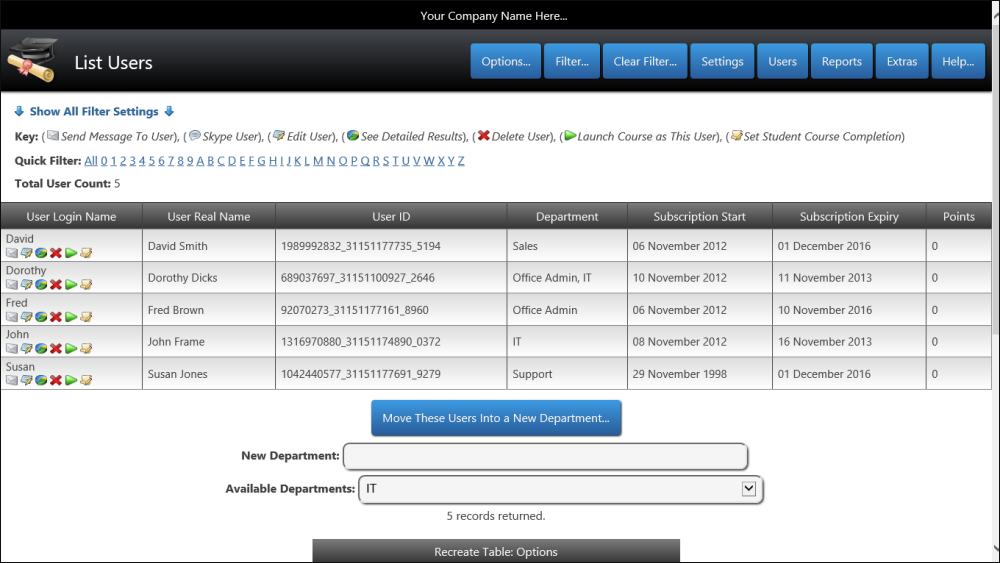 Your Company Name Here...
List Users
Options... Filter... Clear Filter... Settings Users Reports Extras Help...
Show All Filter Settings
Key: (Send Message To User), (Skype User), (Edit User), (See Detailed Results), (Delete User), (Launch Course as This User), (Set Student Course Completion)
Quick Filter: All 0 1 2 3 4 5 6 7 8 9 A B C D E F G H I J K L M N O P Q R S T U V W X Y Z
Total User Count: 5
User Login Name User Real Name User ID Department Subscription Start Subscription Expiry Points
David David Smith 1989992832_31151177735_5194 Sales 06 November 2012 01 December 2016 0
Dorothy Dorothy Dicks 689037697_31151100927_2646 Office Admin, IT 10 November 2012 11 November 2013 0
Fred Fred Brown 92070273_31151177161_8960 Office Admin 06 November 2012 10 November 2016 0
John John Frame 1316970880_31151174890_0372 IT 08 November 2012 16 November 2013 0
Susan Susan Jones 1042440577_31151177691_9279 Support 29 November 1998 01 December 2016 0
Move These Users Into a New Department...
New Department:
Available Departments: IT
5 records returned.
Recreate Table: Options